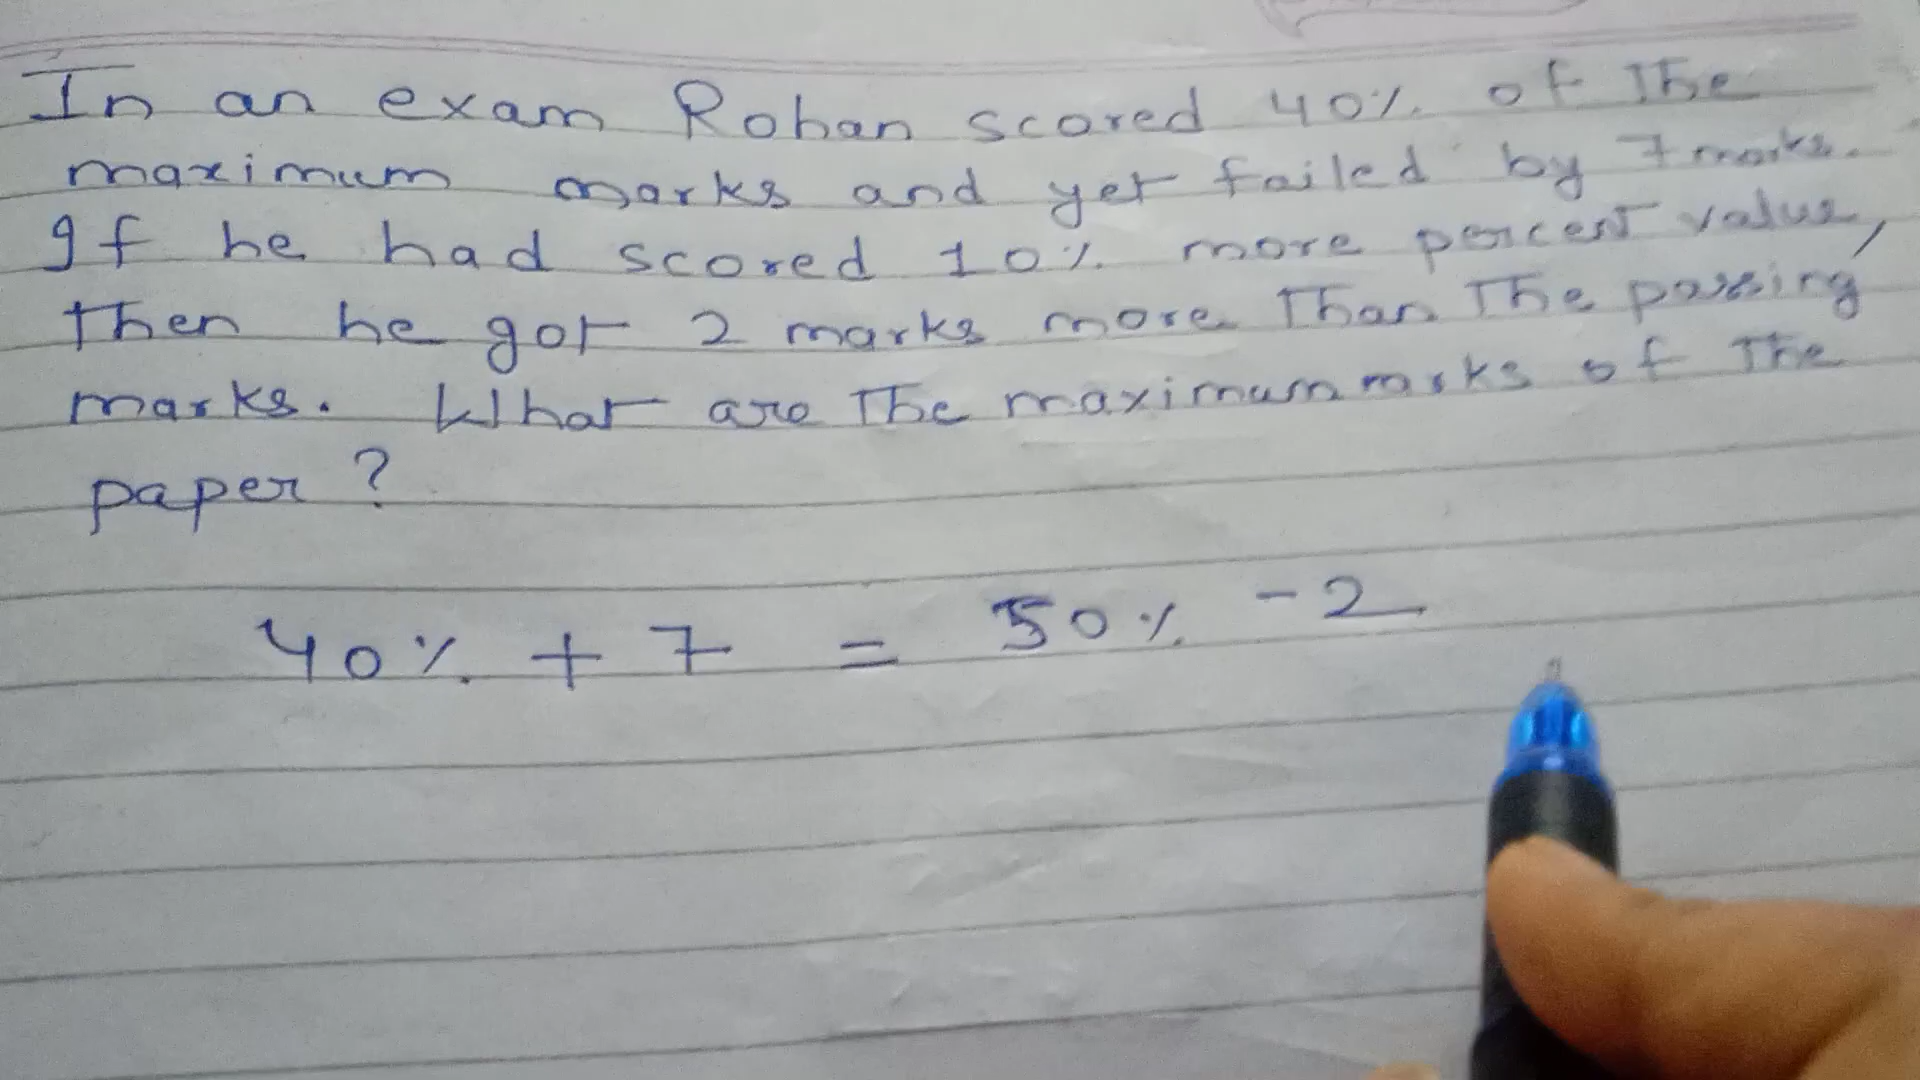 In an exam Rohan scored 40% of the
maximum marks and yet failed by 7 marks.
If he had scored 10% more percent value,
then he got 2 marks more than the passing
marks. What are the maximum marks of the
paper?
40% + 7 = 50% - 2